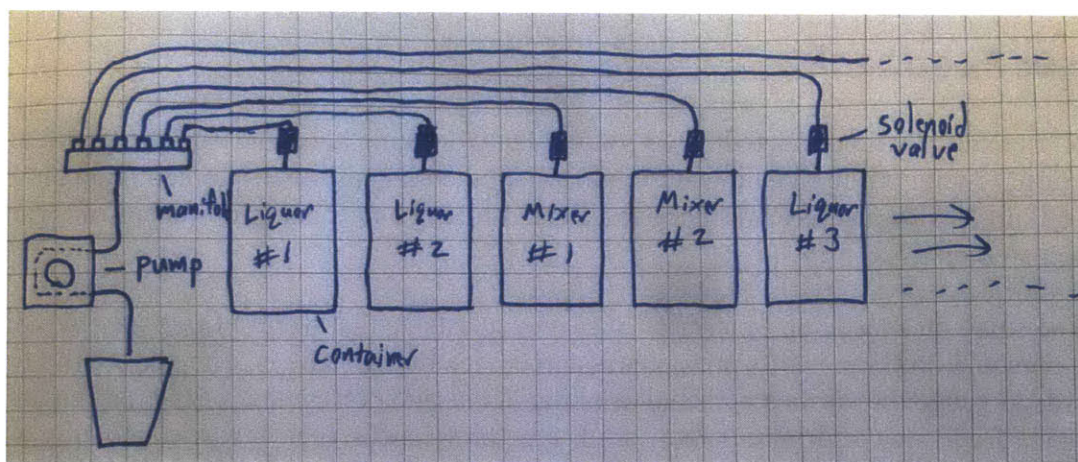 solenoid
valve
manifold
Liquor
#1
Liquor
#2
Mixer
#1
Mixer
#2
Liquor
#3
pump
container